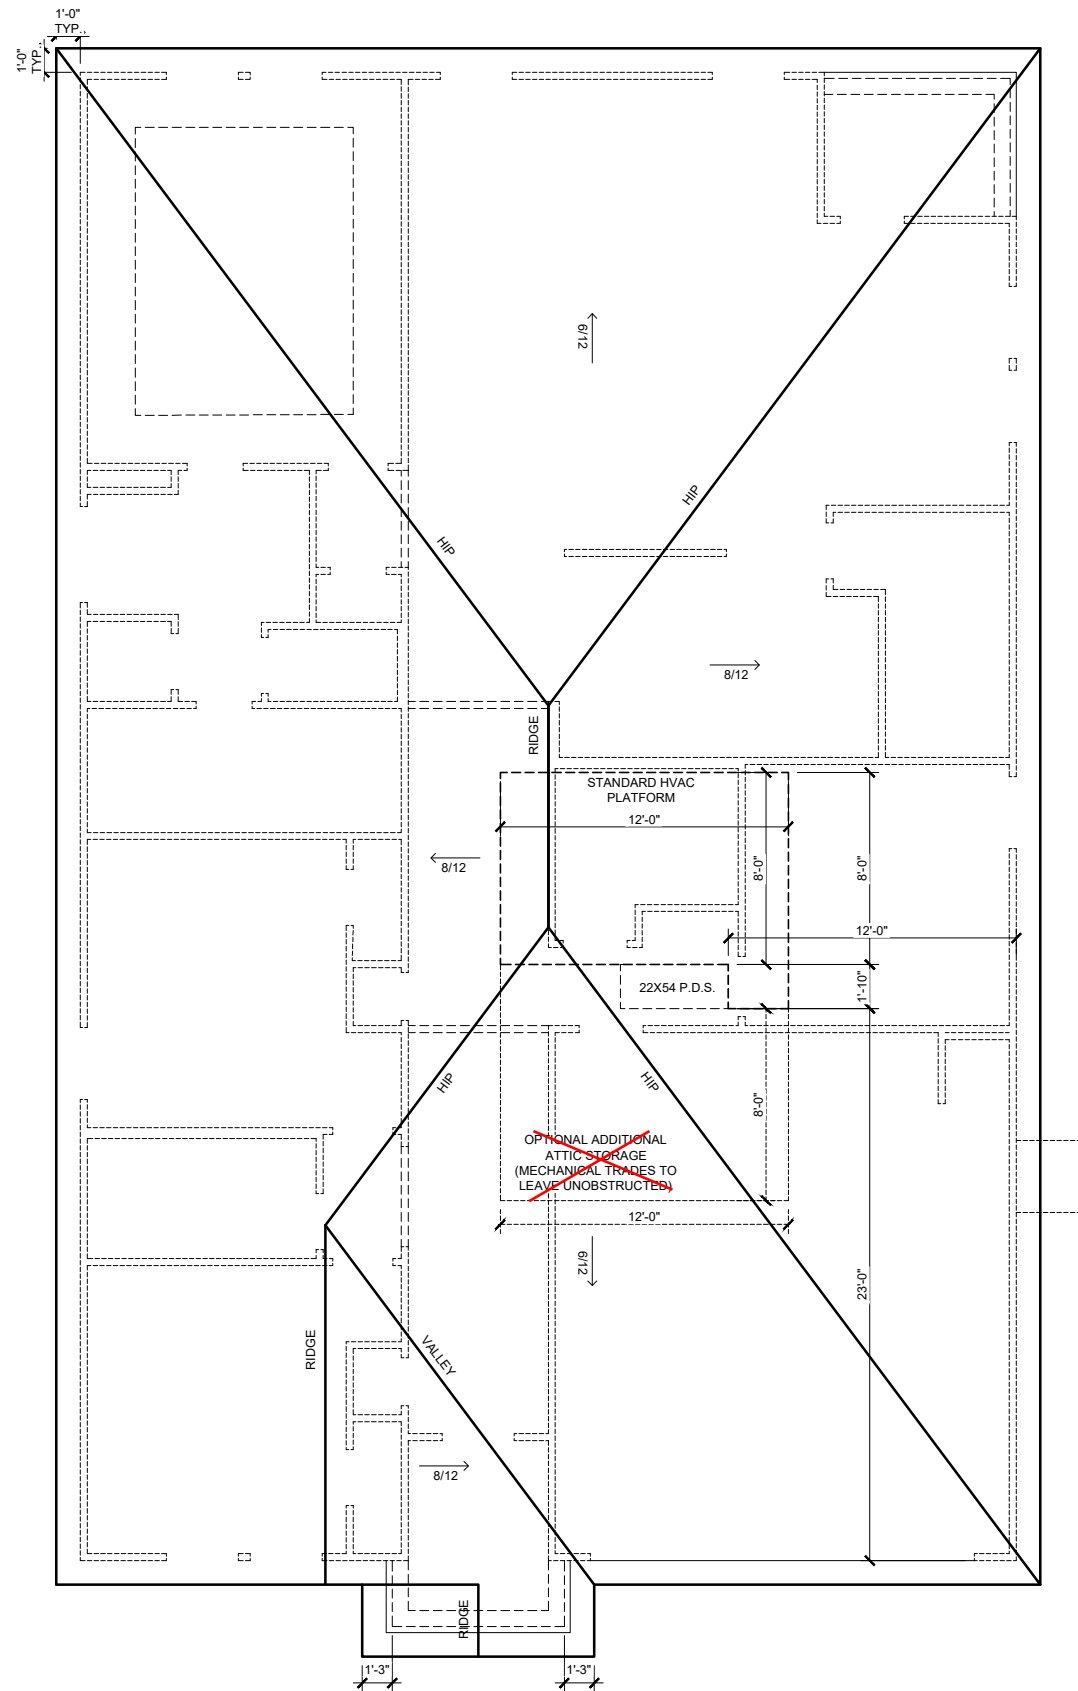 1'-0"
TYP.,
1'-0"
TYP.,
6/12
HIP
HIP
8/12
RIDGE
STANDARD HVAC
PLATFORM
12'-0"
8/12
8'-0"
8'-0"
12'-0"
22X54 P.D.S.
1'-10"
HIP
HIP
8'-0"
OPTIONAL ADDITIONAL
ATTIC STORAGE
(MECHANICAL TRADES TO
LEAVE UNOBSTRUCTED)
12'-0"
6/12
23'-0"
RIDGE
VALLEY
8/12
RIDGE
1'-3"
1'-3"